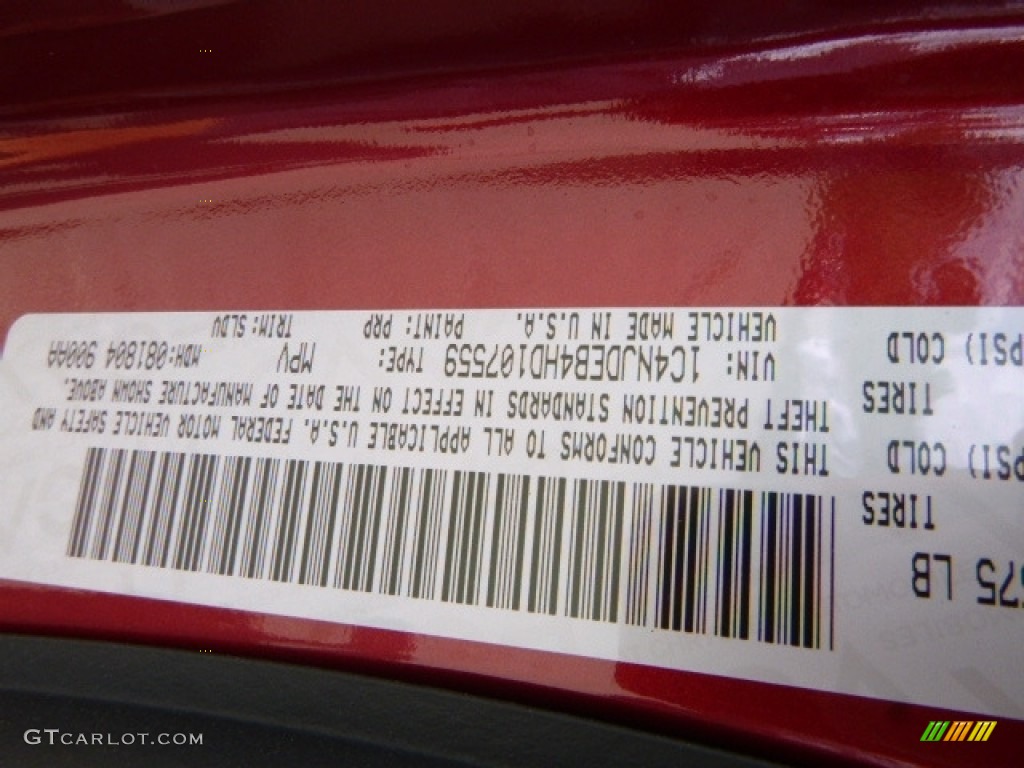 575 LB
TIRES
PSI) COLD
TIRES
PSI) COLD
THIS VEHICLE CONFORMS TO ALL APPLICABLE U.S.A. FEDERAL MOTOR VEHICLE SAFETY AND
THEFT PREVENTION STANDARDS IN EFFECT ON THE DATE OF MANUFACTURE SHOWN ABOVE.
VIN: 1C4NJDEB4HD107559 TYPE: MPV MDH: 081804 900AA
VEHICLE MADE IN U.S.A. PAINT: PRP TRIM: SLDV
GTCARLOT.COM